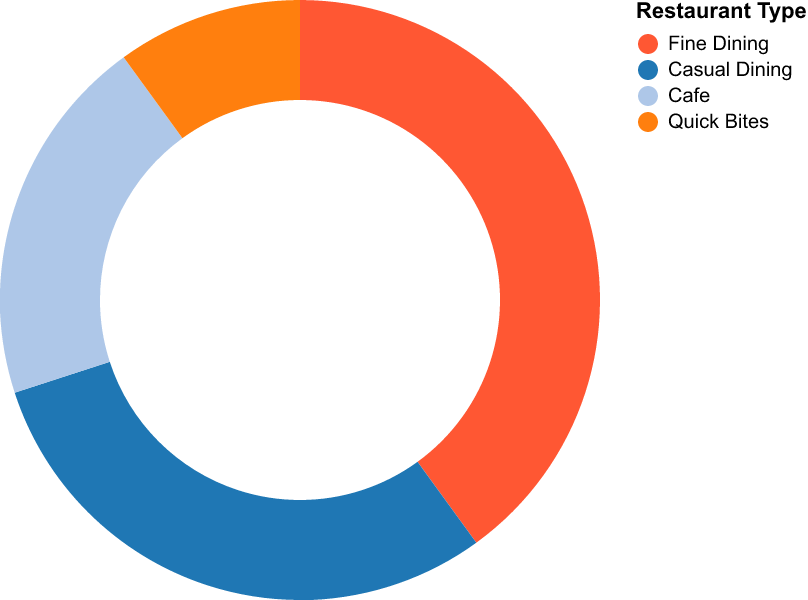 Restaurant Type
Fine Dining
Casual Dining
Cafe
Quick Bites